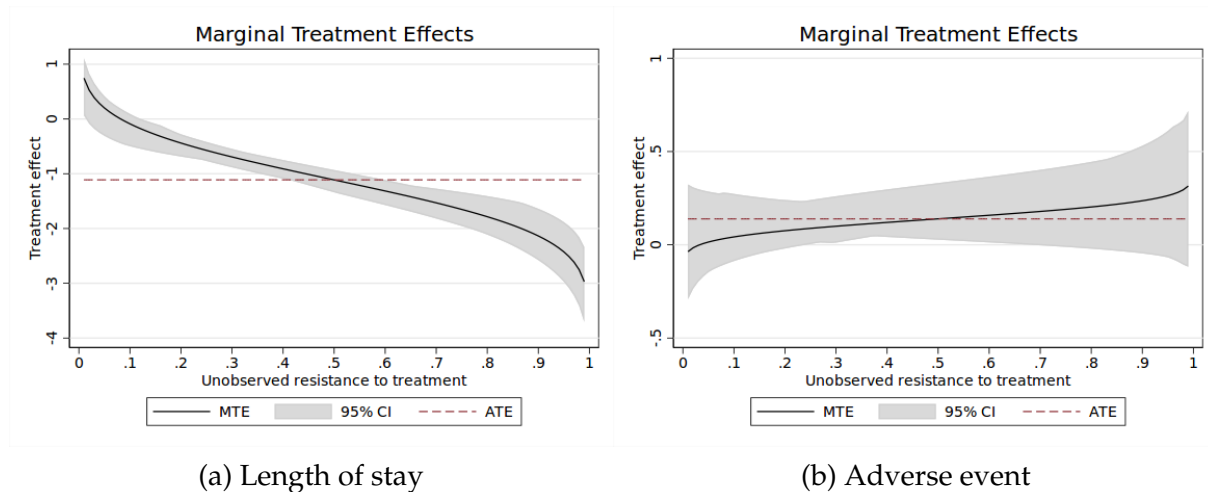 Marginal Treatment Effects
Treatment effect
1
0
-1
-2
-3
-4
0 .1 .2 .3 .4 .5 .6 .7 .8 .9 1
Unobserved resistance to treatment
MTE 95% CI ATE
(a) Length of stay
Marginal Treatment Effects
Treatment effect
1
.5
0
-.5
0 .1 .2 .3 .4 .5 .6 .7 .8 .9 1
Unobserved resistance to treatment
MTE 95% CI ATE
(b) Adverse event